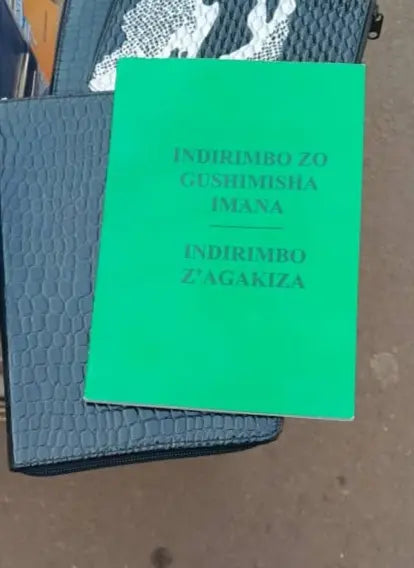 INDIRIMBO ZO
GUSHIMISHA
IMANA
INDIRIMBO
Z'AGAKIZA